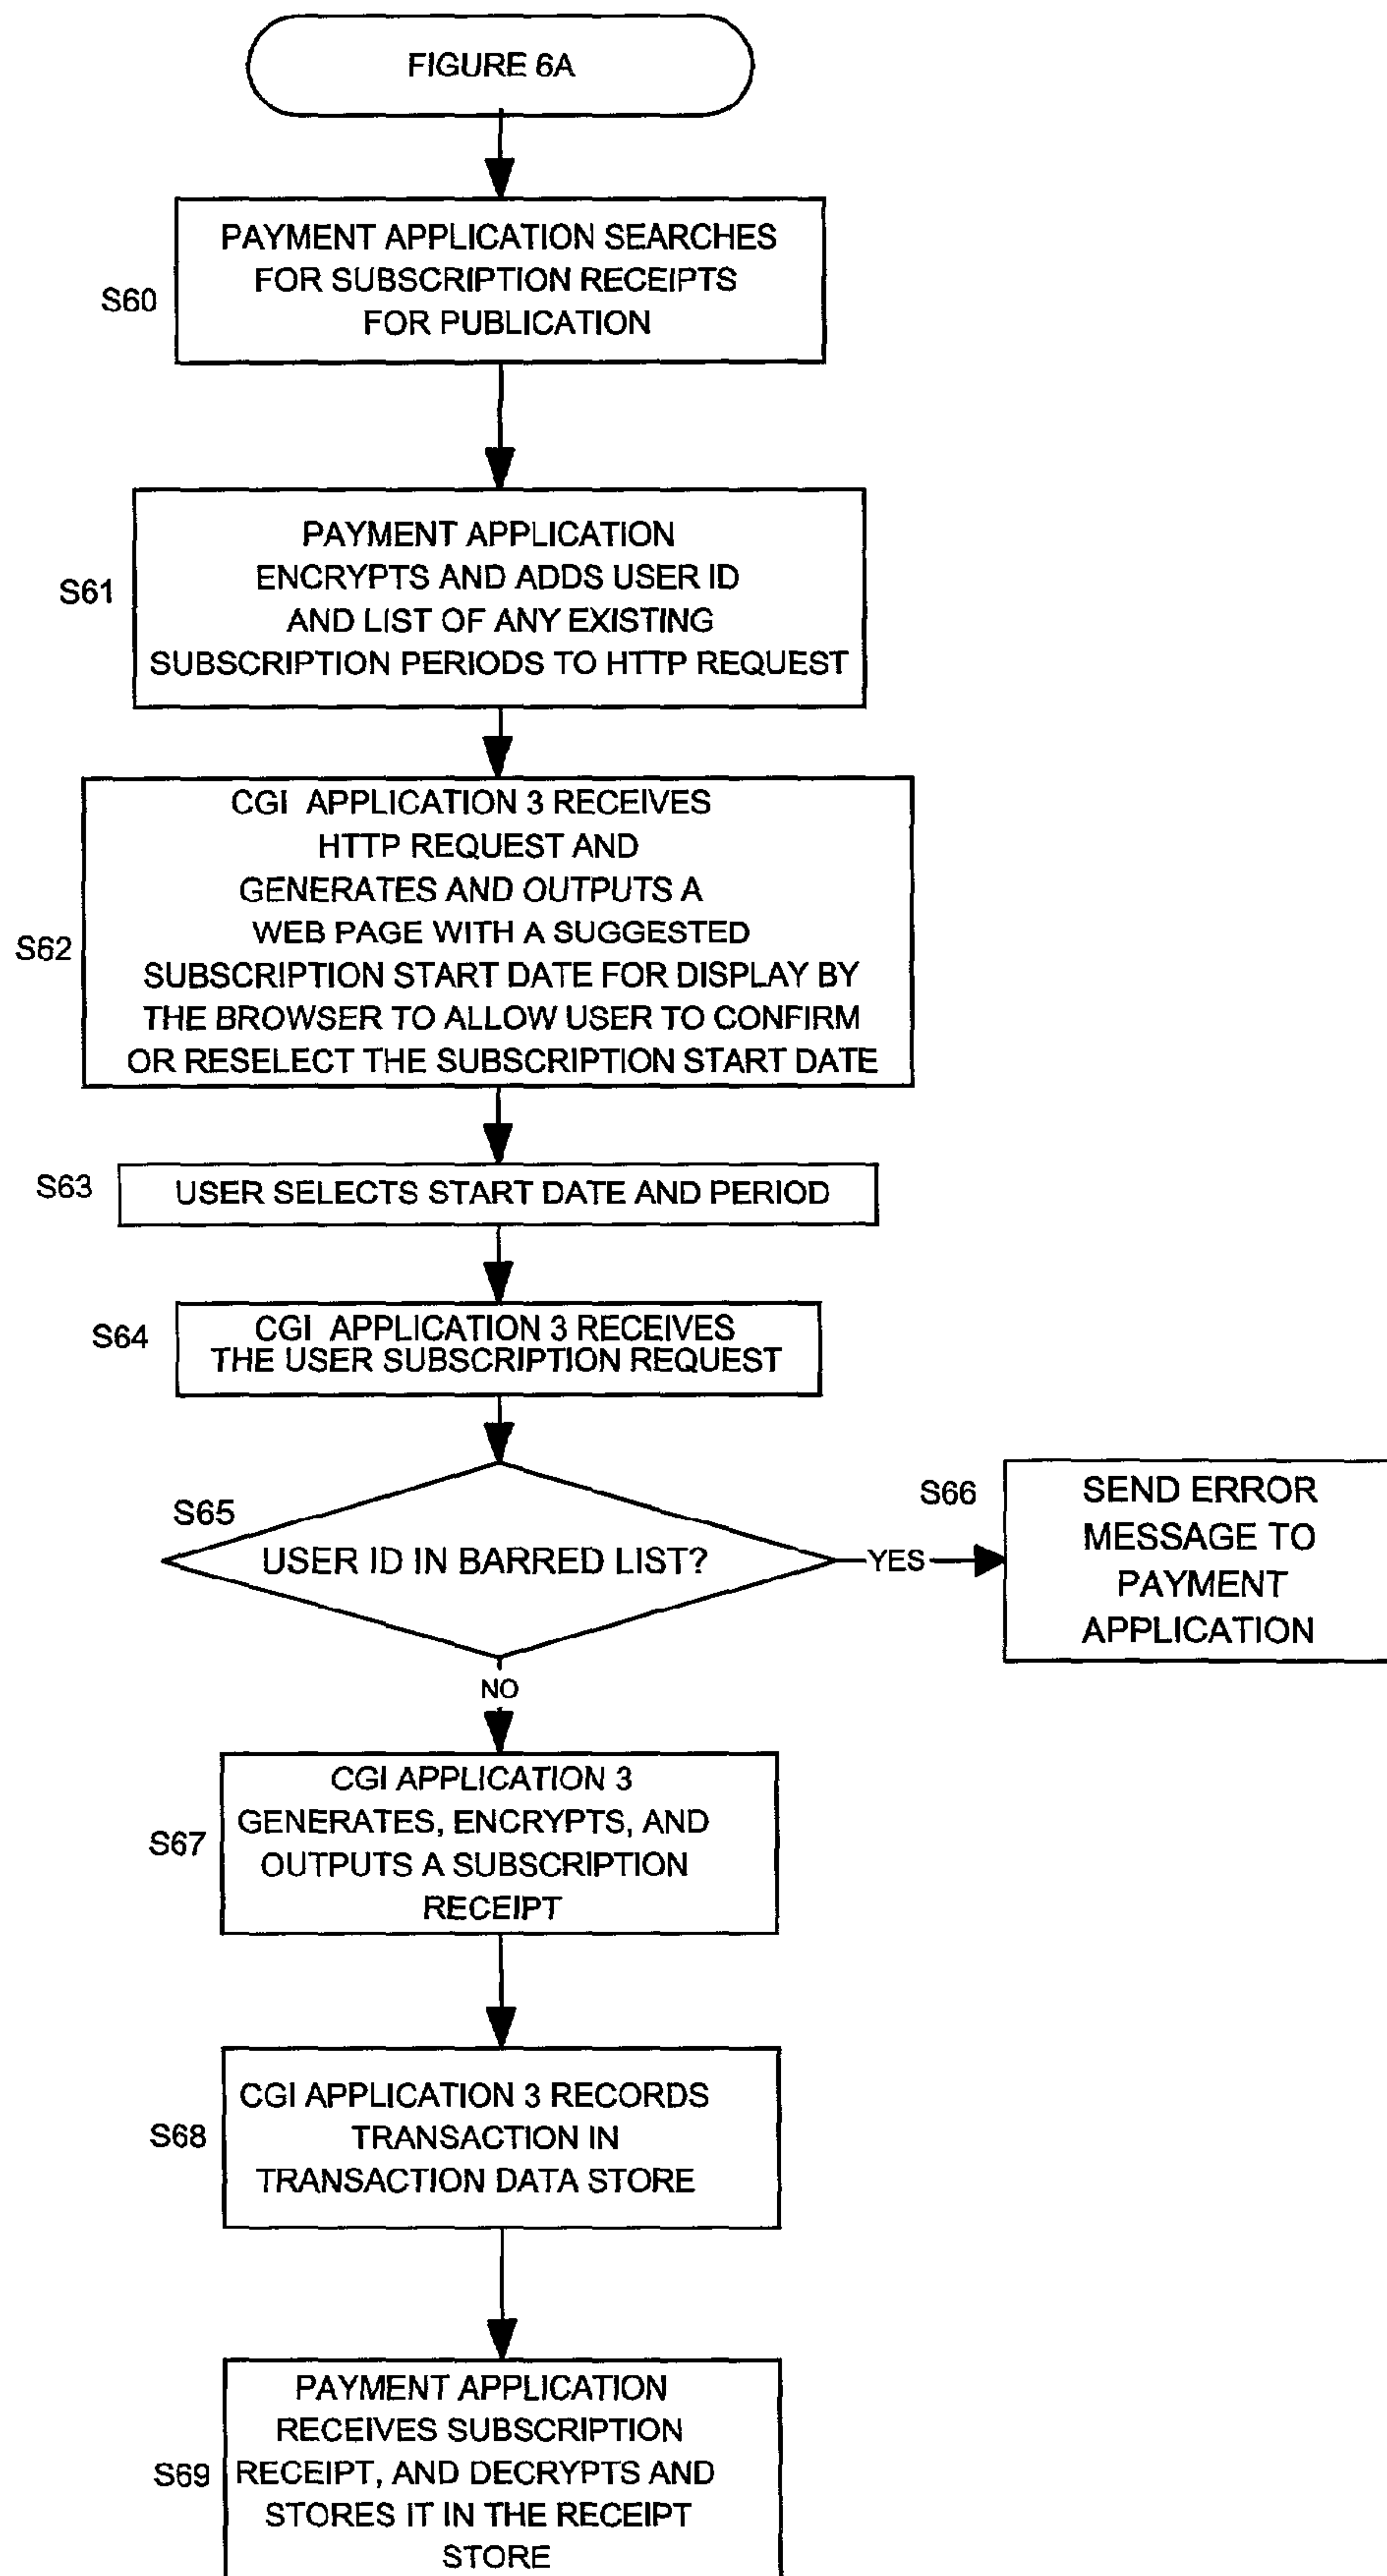 FIGURE 6A
PAYMENT APPLICATION SEARCHES
FOR SUBSCRIPTION RECEIPTS
FOR PUBLICATION
S60
PAYMENT APPLICATION
ENCRYPTS AND ADDS USER ID
AND LIST OF ANY EXISTING
SUBSCRIPTION PERIODS TO HTTP REQUEST
S61
CGI APPLICATION 3 RECEIVES
HTTP REQUEST AND
GENERATES AND OUTPUTS A
WEB PAGE WITH A SUGGESTED
SUBSCRIPTION START DATE FOR DISPLAY BY
THE BROWSER TO ALLOW USER TO CONFIRM
OR RESELECT THE SUBSCRIPTION START DATE
S62
S63
USER SELECTS START DATE AND PERIOD
S64
CGI APPLICATION 3 RECEIVES
THE USER SUBSCRIPTION REQUEST
S65
USER ID IN BARRED LIST?
YES
S66
SEND ERROR
MESSAGE TO
PAYMENT
APPLICATION
NO
CGI APPLICATION 3
GENERATES, ENCRYPTS, AND
OUTPUTS A SUBSCRIPTION
RECEIPT
S67
CGI APPLICATION 3 RECORDS
TRANSACTION IN
TRANSACTION DATA STORE
S68
PAYMENT APPLICATION
RECEIVES SUBSCRIPTION
RECEIPT, AND DECRYPTS AND
STORES IT IN THE RECEIPT
STORE
S69